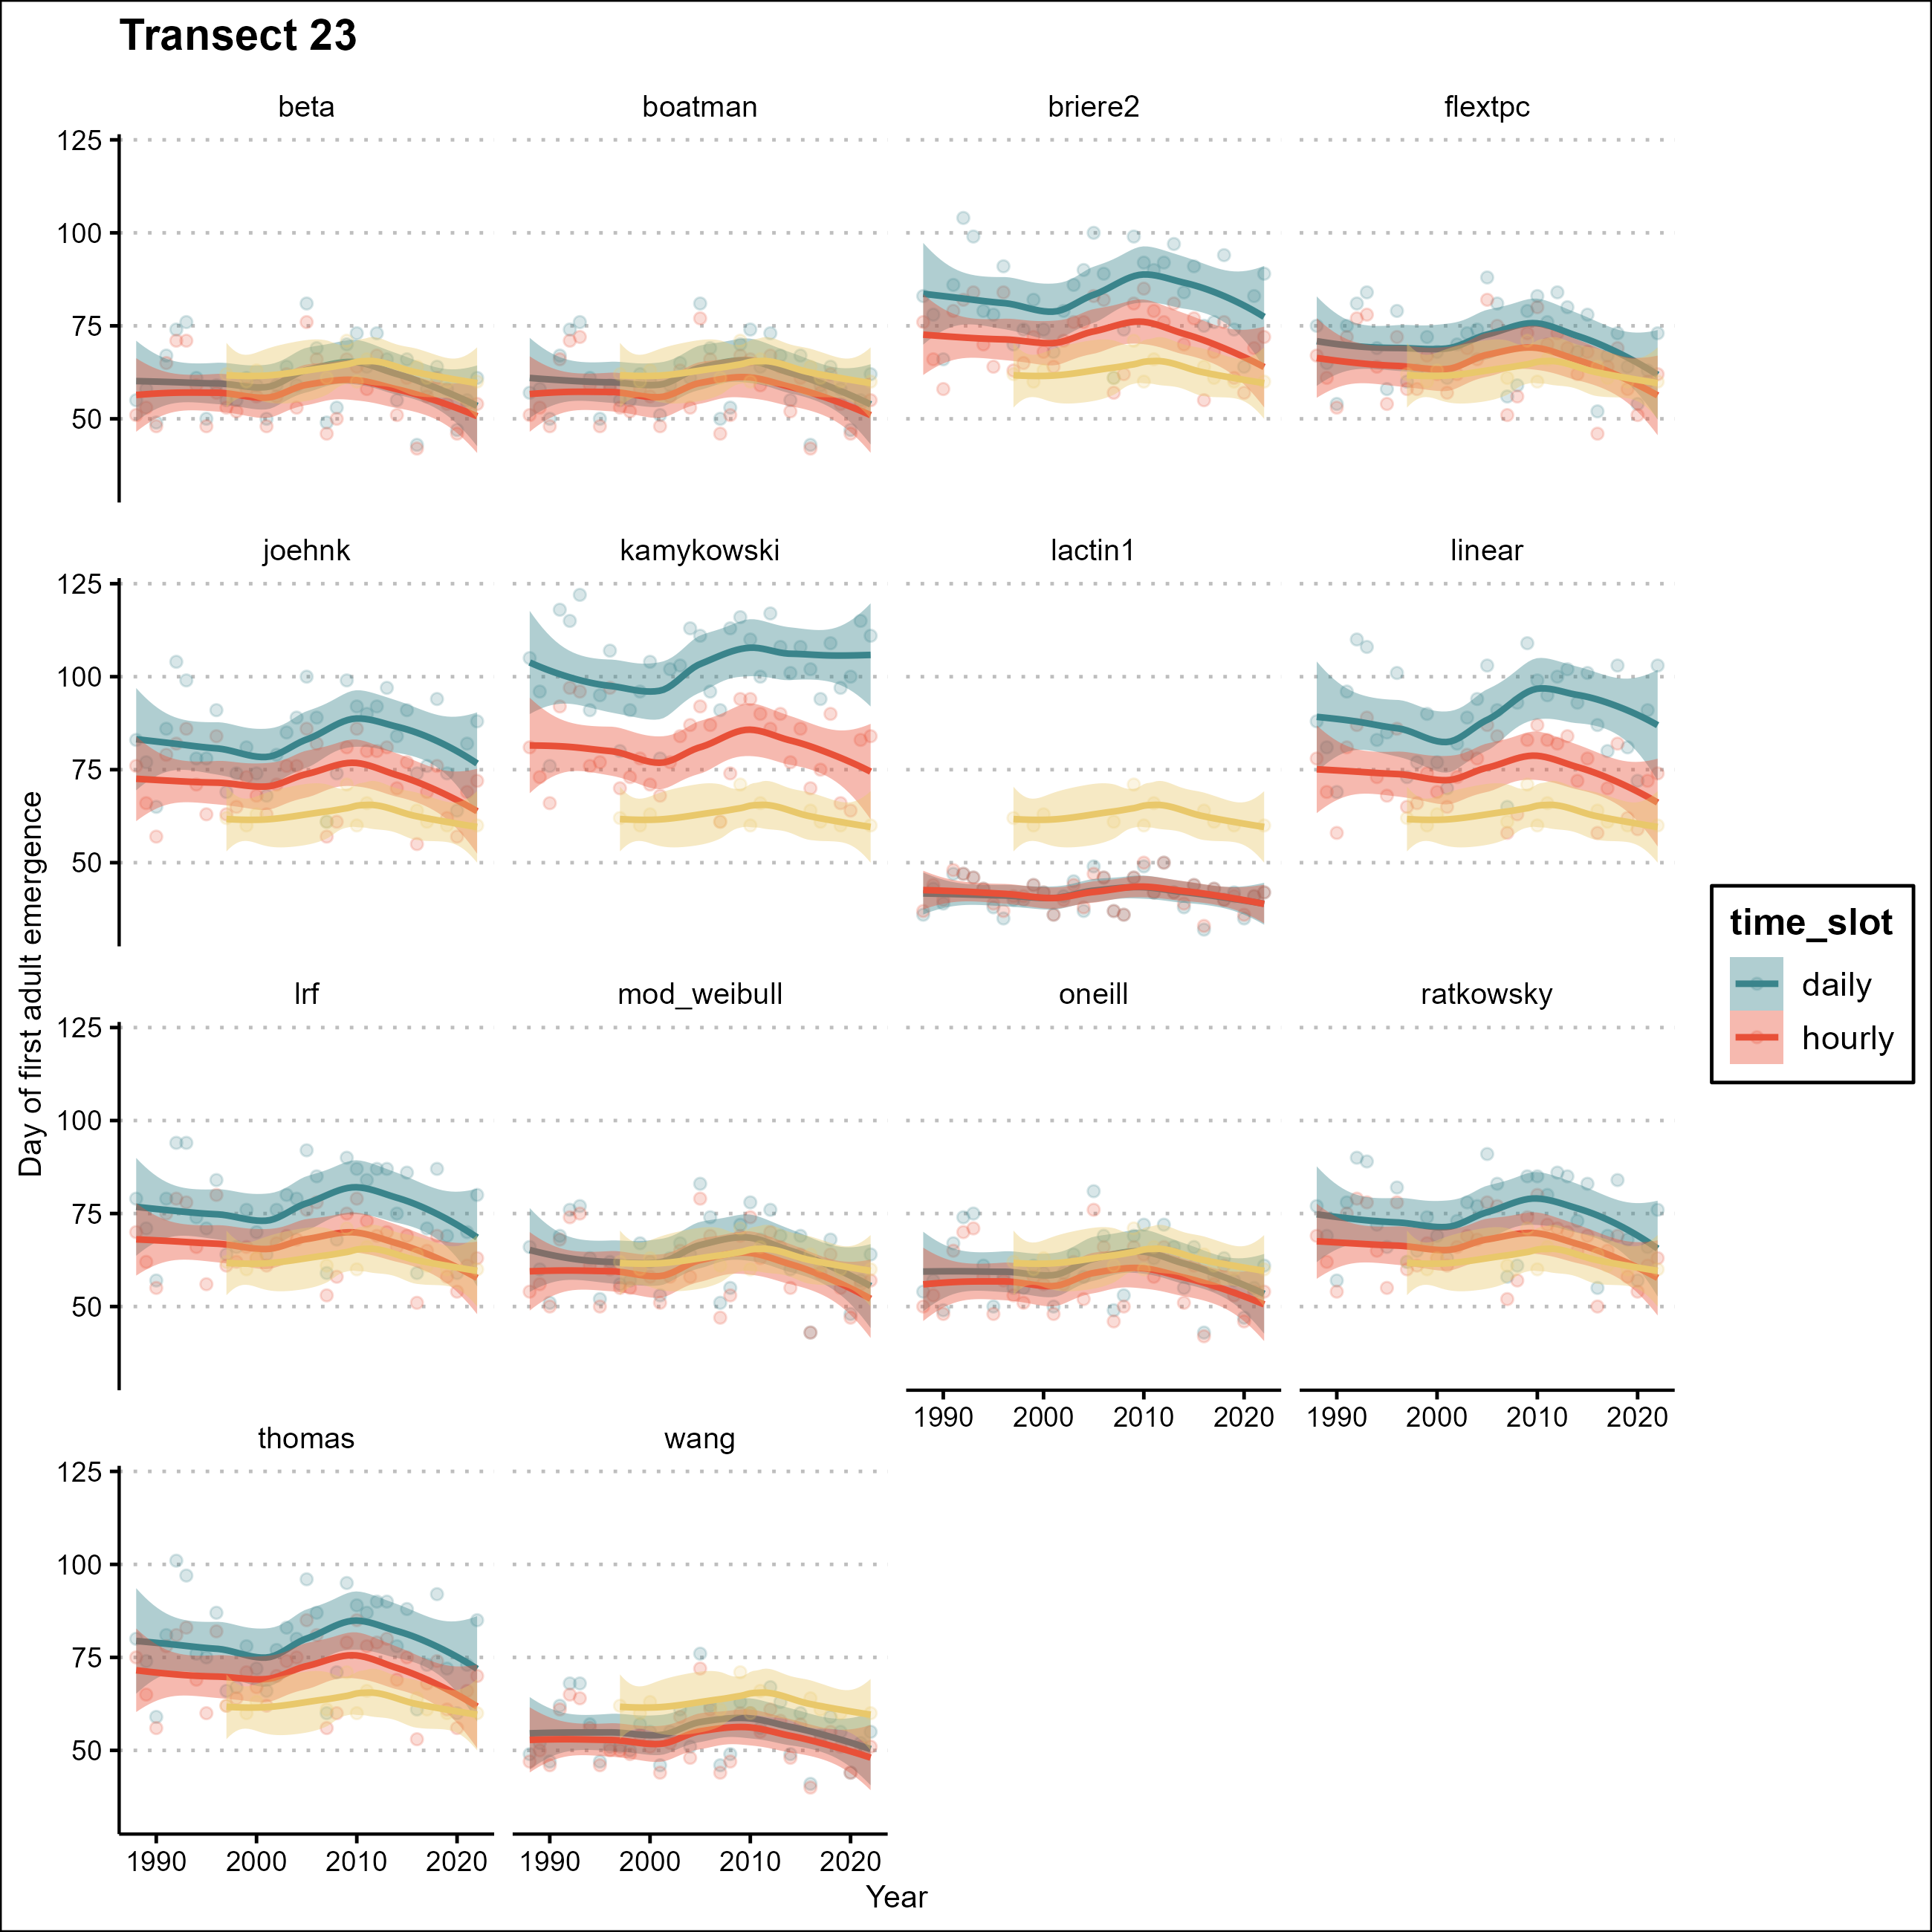 Transect 23
beta boatman briere2 flextpc
125
100
75
50
joehnk kamykowski lactin1 linear
125
100
75
50
Day of first adult emergence
time_slot
daily
hourly
lrf mod_weibull oneill ratkowsky
125
100
75
50
1990 2000 2010 2020 1990 2000 2010 2020
thomas wang
125
100
75
50
1990 2000 2010 2020 1990 2000 2010 2020
Year